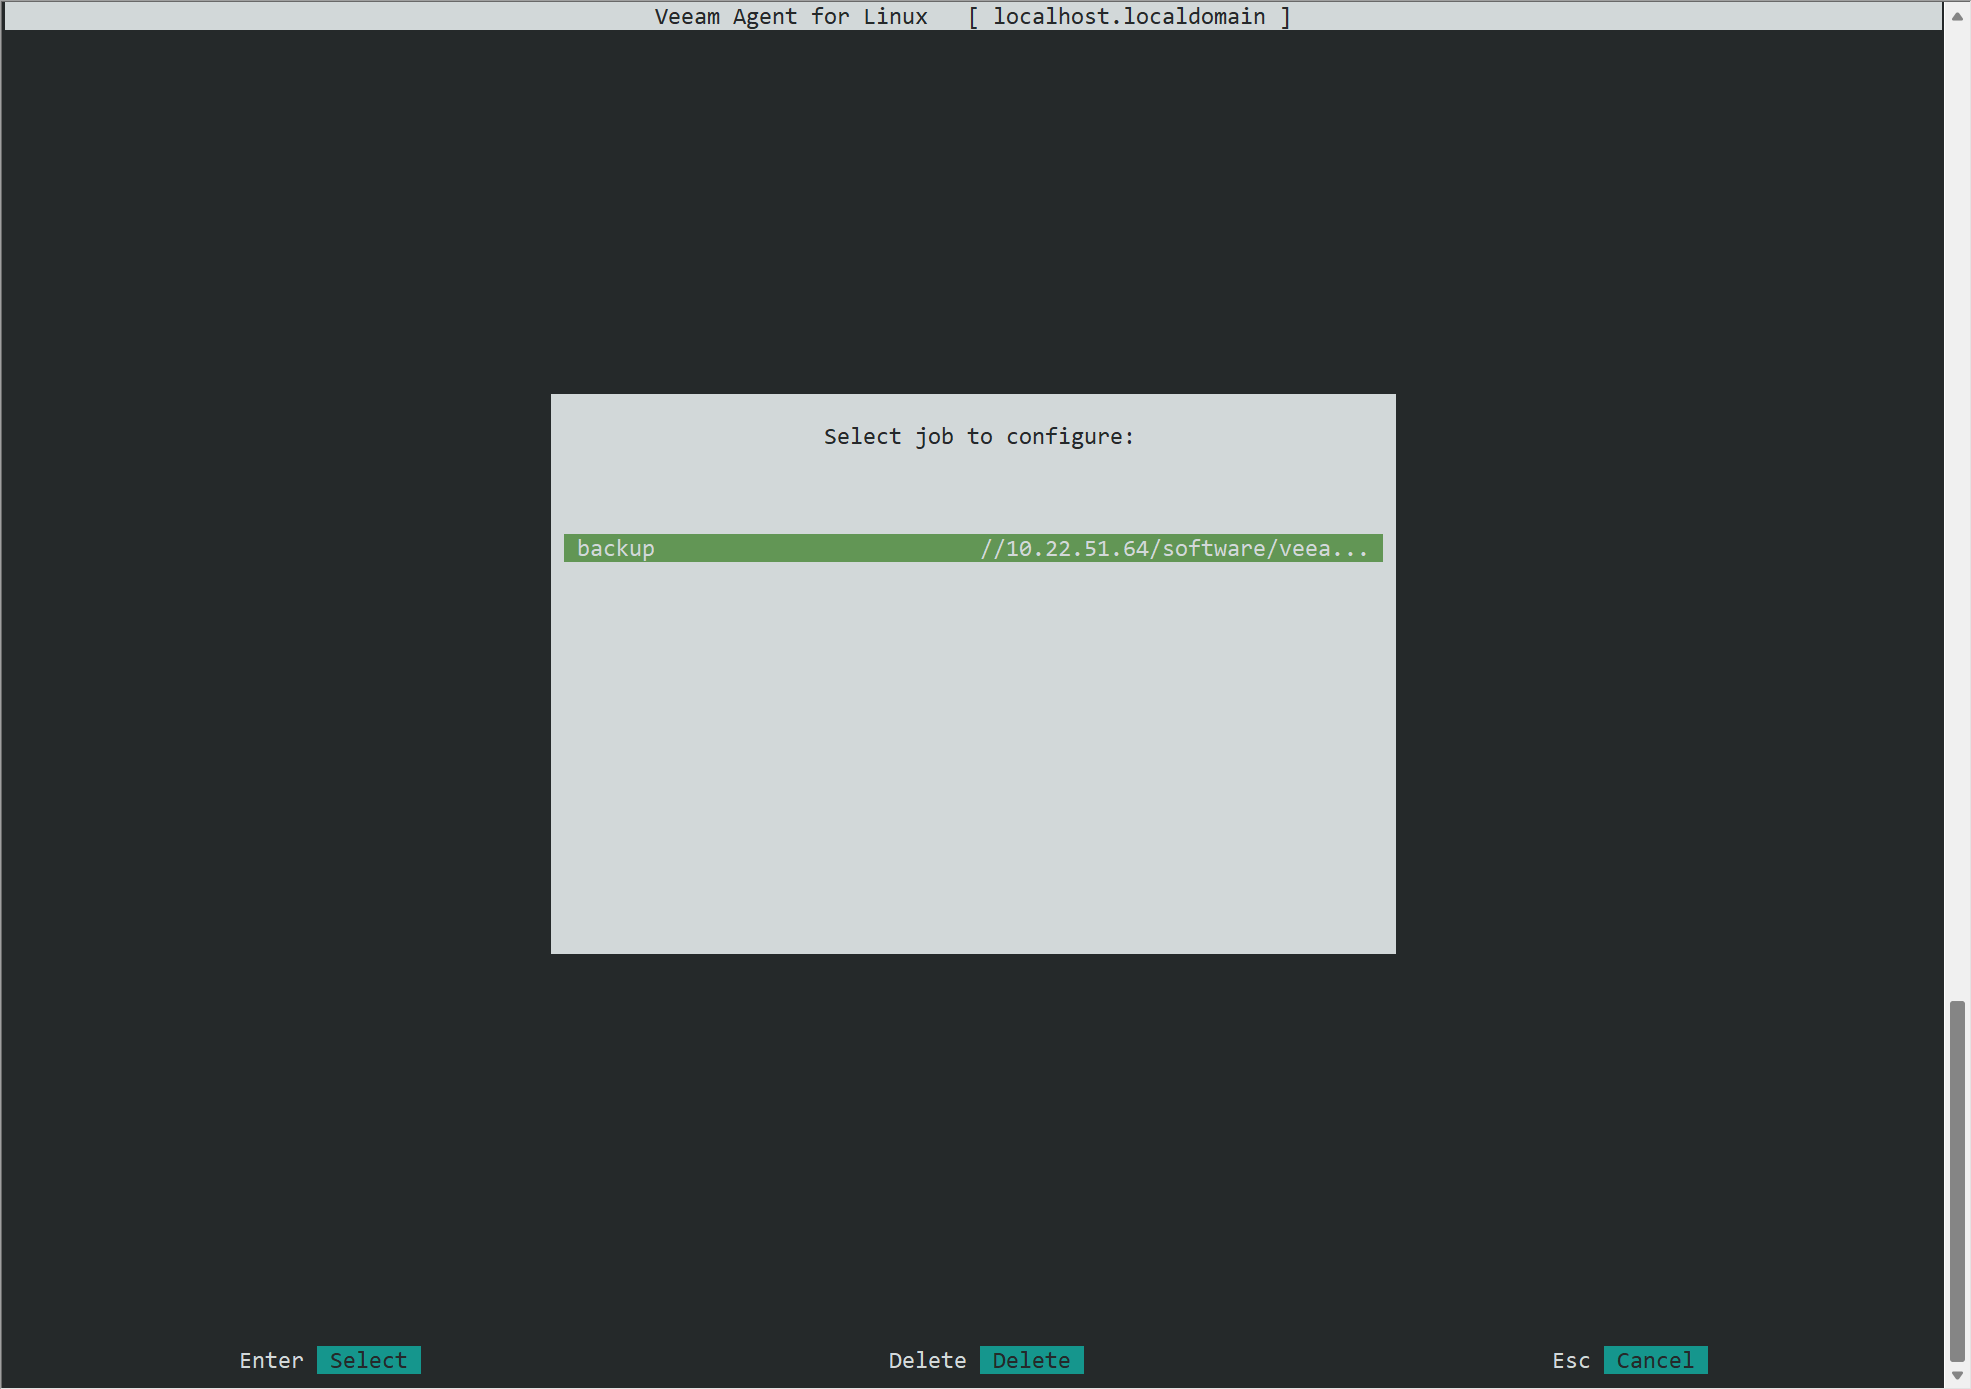 Veeam Agent for Linux [ localhost.localdomain ]
Select job to configure:
backup //10.22.51.64/software/veea...
Enter Select Delete Delete Esc Cancel